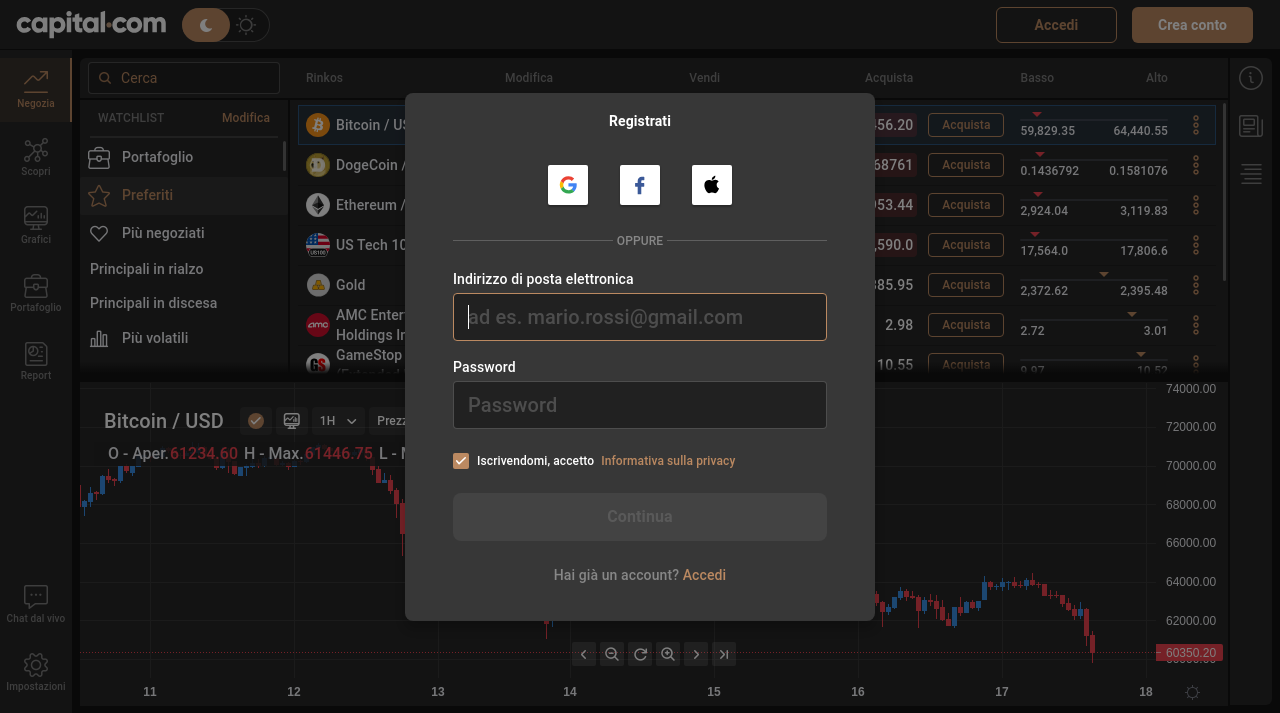 capital.com
Accedi
Crea conto
Negozia
Scopri
Grafici
Portafoglio
Report
Chat dal vivo
Impostazioni
Cerca
WATCHLIST
Modifica
Portafoglio
Preferiti
Più negoziati
Principali in rialzo
Principali in discesa
Più volatili
Rinkos
Modifica
Vendi
Acquista
Basso
Alto
Bitcoin /
56.20
Acquista
59,829.35
64,440.55
DogeCoin /
68761
Acquista
0.1436792
0.1581076
Ethereum /
953.44
Acquista
2,924.04
3,119.83
US Tech 10
,590.0
Acquista
17,564.0
17,806.6
Gold
385.95
Acquista
2,372.62
2,395.48
AMC Enter
Holdings In
2.98
Acquista
2.72
3.01
GameStop
10.55
Acquista
9.97
10.52
Registrati
OPPURE
Indirizzo di posta elettronica
ad es. mario.rossi@gmail.com
Password
Password
Iscrivendomi, accetto Informativa sulla privacy
Continua
Hai già un account? Accedi
Bitcoin / USD
1H
Prezz
O - Aper.61234.60 H - Max.61446.75 L -
74000.00
72000.00
70000.00
68000.00
66000.00
64000.00
62000.00
60350.20
11
12
13
14
15
16
17
18